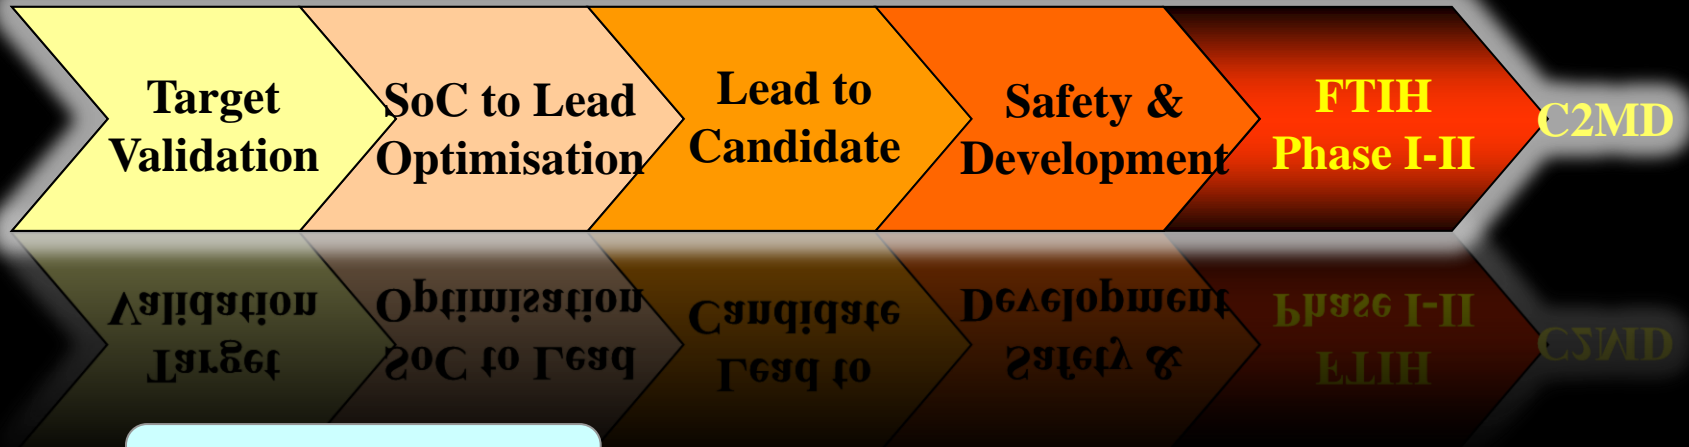 Target
Validation
SoC to Lead
Optimisation
Lead to
Candidate
Safety &
Development
FTIH
Phase I-II
C2MD